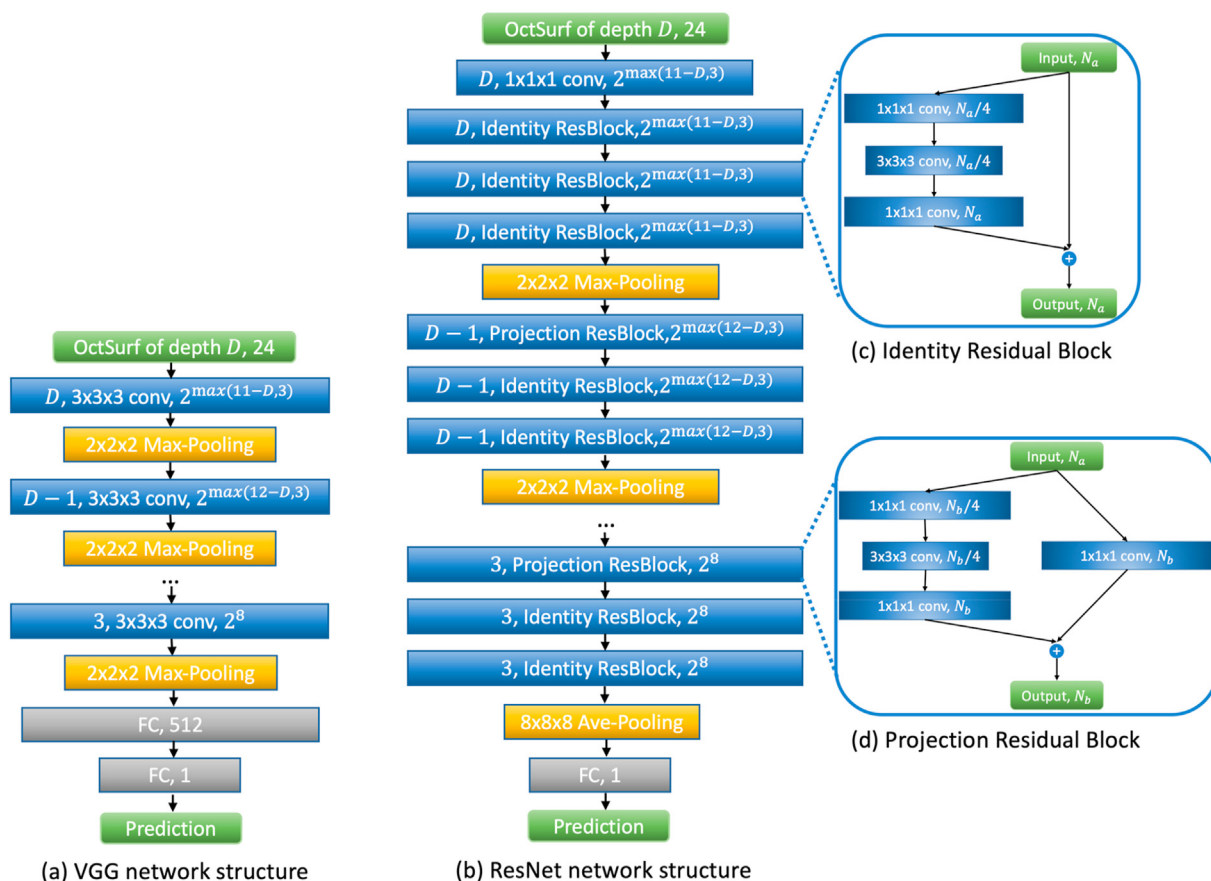 OctSurf of depth D, 24
D, 3x3x3 conv, 2^max(11−D,3)
2x2x2 Max-Pooling
D − 1, 3x3x3 conv, 2^max(12−D,3)
2x2x2 Max-Pooling
...
3, 3x3x3 conv, 2^8
2x2x2 Max-Pooling
FC, 512
FC, 1
Prediction
(a) VGG network structure
OctSurf of depth D, 24
D, 1x1x1 conv, 2^max(11−D,3)
D, Identity ResBlock,2^max(11−D,3)
D, Identity ResBlock,2^max(11−D,3)
D, Identity ResBlock,2^max(11−D,3)
2x2x2 Max-Pooling
D − 1, Projection ResBlock,2^max(12−D,3)
D − 1, Identity ResBlock,2^max(12−D,3)
D − 1, Identity ResBlock,2^max(12−D,3)
2x2x2 Max-Pooling
...
3, Projection ResBlock, 2^8
3, Identity ResBlock, 2^8
3, Identity ResBlock, 2^8
8x8x8 Ave-Pooling
FC, 1
Prediction
(b) ResNet network structure
Input, N_a
1x1x1 conv, N_a/4
3x3x3 conv, N_a/4
1x1x1 conv, N_a
+
Output, N_a
(c) Identity Residual Block
Input, N_a
1x1x1 conv, N_b/4
3x3x3 conv, N_b/4
1x1x1 conv, N_b
1x1x1 conv, N_b
+
Output, N_b
(d) Projection Residual Block